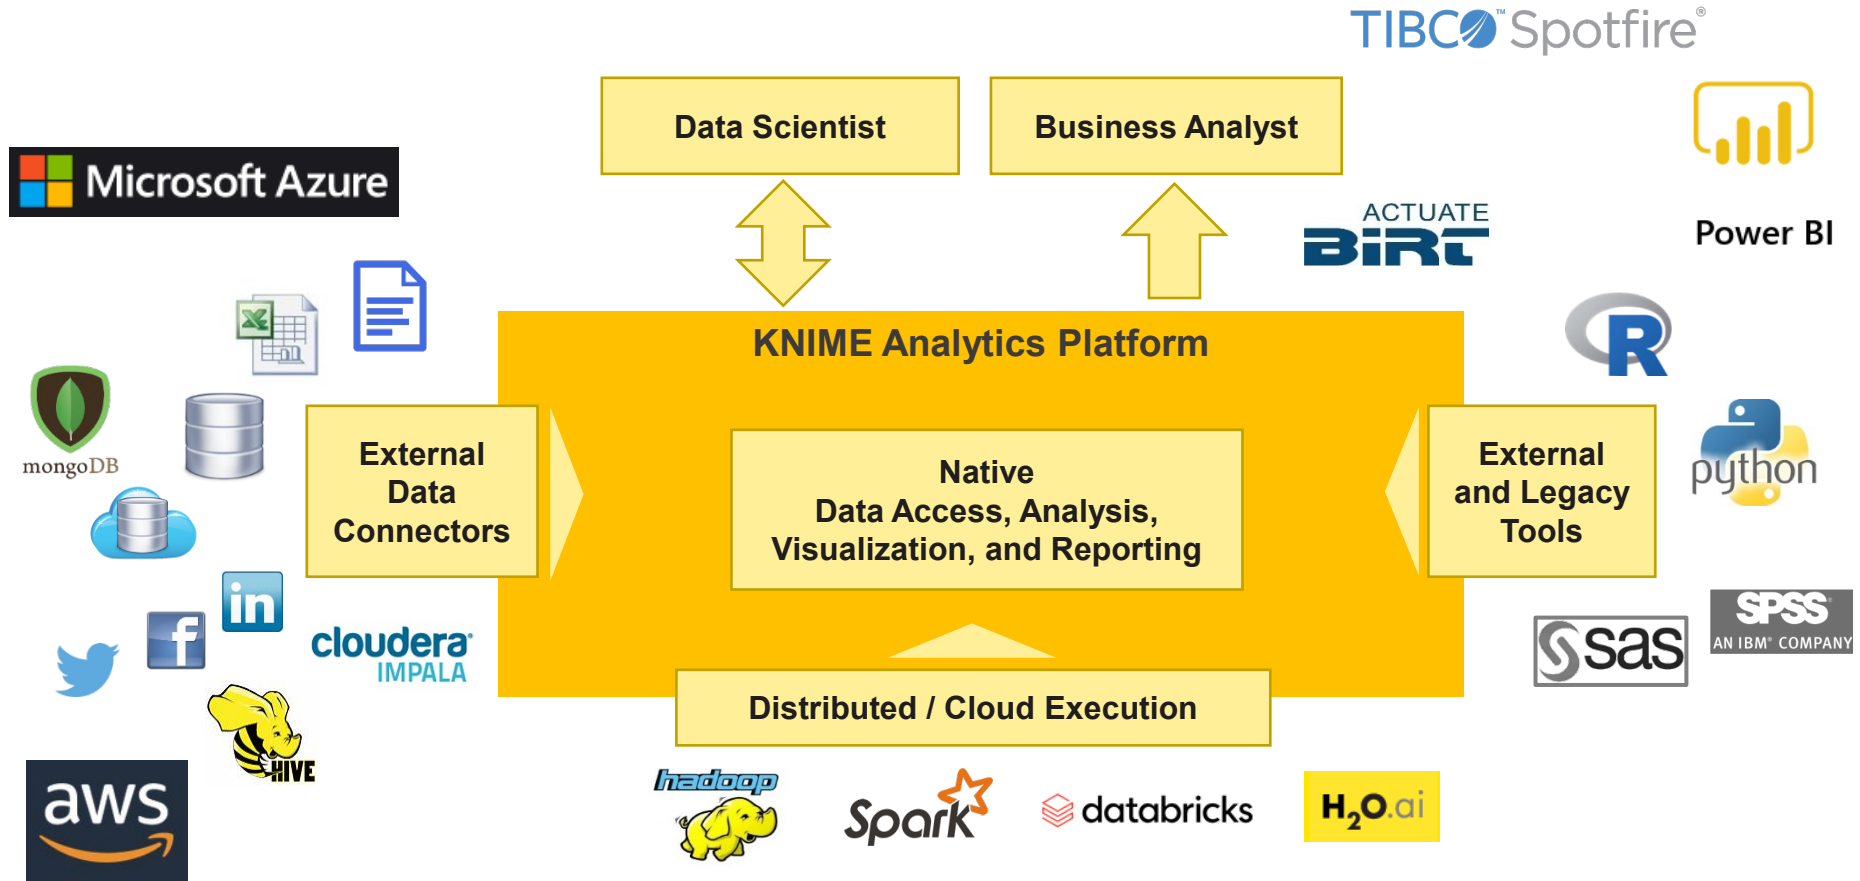 TIBCO™ Spotfire®
Data Scientist
Business Analyst
Microsoft Azure
ACTUATE
BiRT
Power BI
KNIME Analytics Platform
R
X
mongoDB
External
Data
Connectors
Native
Data Access, Analysis,
Visualization, and Reporting
External
and Legacy
Tools
python
in
f
cloudera®
IMPALA
SPSS
AN IBM® COMPANY
sas
Distributed / Cloud Execution
HIVE
aws
hadoop
Spark
databricks
H2O.ai